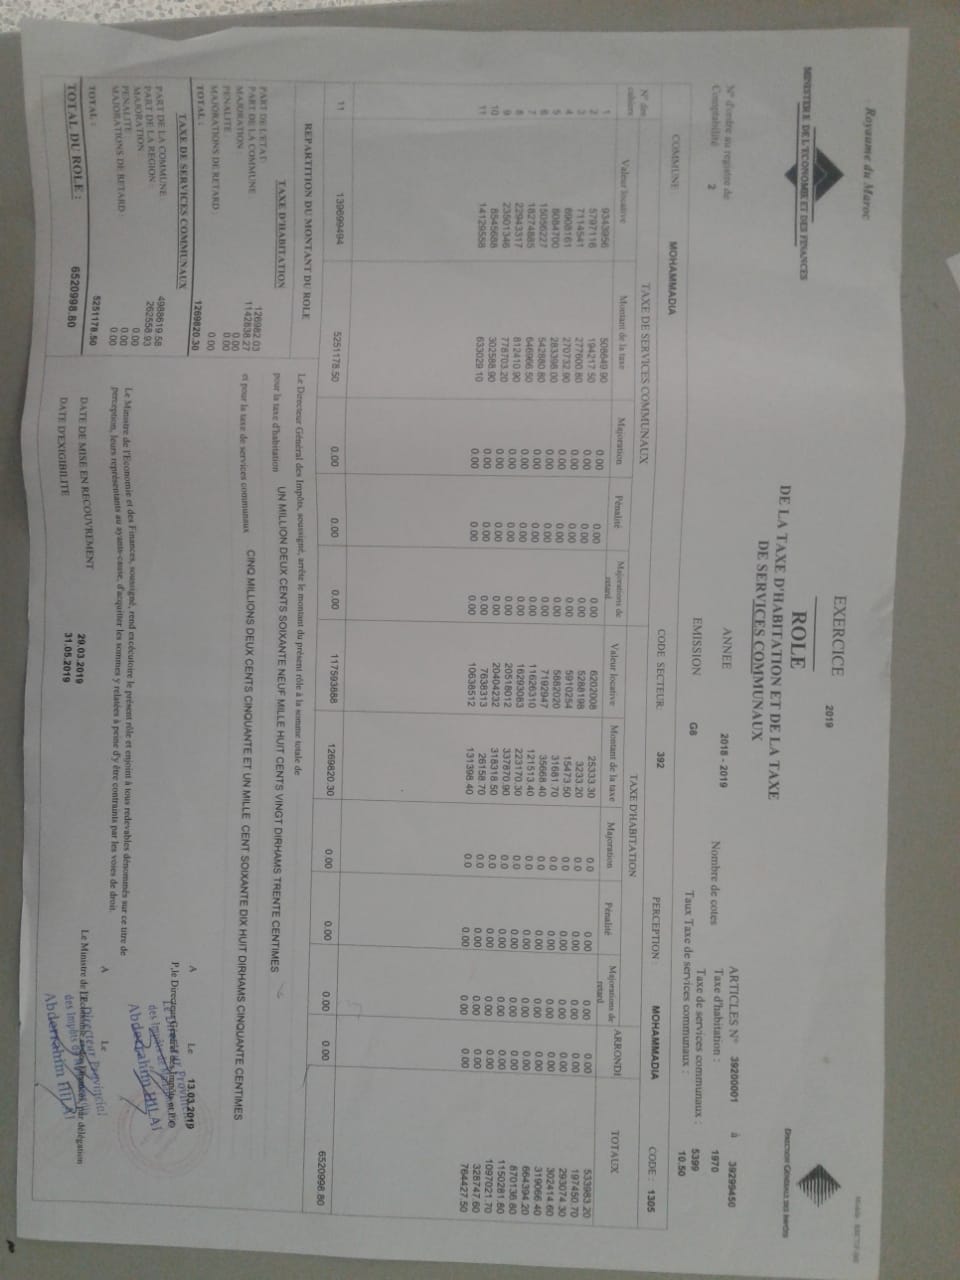 Royaume du Maroc
MINISTERE DE L'ECONOMIE ET DES FINANCES
DIRECTION GÉNÉRALE DES IMPÔTS
EXERCICE 2019
ROLE
DE LA TAXE D'HABITATION ET DE LA TAXE
DE SERVICES COMMUNAUX
N° d'ordre au registre de
Comptabilité 2
ANNEE 2018 - 2019
EMISSION G8
ARTICLES N° 39200001 à 39299450
Nombre de cotes Taxe d'habitation : 1970
Taxe de services communaux : 5399
Taux Taxe de services communaux : 10.50
COMMUNE MOHAMMADIA CODE SECTEUR: 392 PERCEPTION : MOHAMMADIA CODE : 1305
N° des cahiers TAXE DE SERVICES COMMUNAUX TAXE D'HABITATION ARRONDI TOTAUX
Valeur locative Montant de la taxe Majoration Pénalité Majorations de retard Valeur locative Montant de la taxe Majoration Pénalité Majorations de retard
1 9343956 508649.90 0.00 0.00 0.00 6202008 25333.30 0.0 0.00 0.00 0.00 533983.20
2 5797116 194217.50 0.00 0.00 0.00 5288198 3233.20 0.0 0.00 0.00 0.00 197450.70
3 7114541 277600.80 0.00 0.00 0.00 5910254 15473.50 0.0 0.00 0.00 0.00 293074.30
4 6908161 270732.90 0.00 0.00 0.00 5882020 31681.70 0.0 0.00 0.00 0.00 302414.60
5 8084700 283398.00 0.00 0.00 0.00 7192947 35668.40 0.0 0.00 0.00 0.00 319066.40
6 15056227 542880.80 0.00 0.00 0.00 11626310 121513.40 0.0 0.00 0.00 0.00 664394.20
7 18274885 646966.50 0.00 0.00 0.00 16293083 223170.30 0.0 0.00 0.00 0.00 870136.80
8 22943317 812410.90 0.00 0.00 0.00 20518012 337870.90 0.0 0.00 0.00 0.00 1150281.80
9 23501346 778703.20 0.00 0.00 0.00 20404232 318318.50 0.0 0.00 0.00 0.00 1097021.70
10 8545688 302588.90 0.00 0.00 0.00 7638313 26158.70 0.0 0.00 0.00 0.00 328747.60
11 14129558 633029.10 0.00 0.00 0.00 10638512 131398.40 0.0 0.00 0.00 0.00 764427.50
11 139699494 5251178.50 0.00 0.00 0.00 117593888 1269820.30 0.00 0.00 0.00 0.00 6520998.80
REPARTITION DU MONTANT DU ROLE
TAXE D'HABITATION
PART DE L'ETAT: 126982.03
PART DE LA COMMUNE : 1142838.27
MAJORATION : 0.00
PENALITE : 0.00
MAJORATIONS DE RETARD : 0.00
TOTAL : 1269820.30
TAXE DE SERVICES COMMUNAUX
PART DE LA COMMUNE : 4988619.58
PART DE LA REGION : 262558.93
MAJORATION : 0.00
PENALITE : 0.00
MAJORATIONS DE RETARD : 0.00
TOTAL : 5251178.50
TOTAL DU ROLE : 6520998.80
Le Directeur Général des Impôts, soussigné, arrête le montant du présent rôle à la somme totale de
pour la taxe d'habitation UN MILLION DEUX CENTS SOIXANTE NEUF MILLE HUIT CENTS VINGT DIRHAMS TRENTE CENTIMES
et pour la taxe de services communaux CINQ MILLIONS DEUX CENTS CINQUANTE ET UN MILLE CENT SOIXANTE DIX HUIT DIRHAMS CINQUANTE CENTIMES
A Le 13.03.2019
P,le Directeur Général des Impôts et P.O
Le Directeur Provincial
des Impôts de
Abderrahim HILAI
Le Ministre de l'Economie et des Finances, soussigné, rend exécutoire le présent rôle et enjoint à tous redevables dénommés sur ce titre de
perception, leurs représentants au ayants-cause, d'acquitter les sommes y relatées à peine d'y être contraints par les voies de droit.
A Le
Le Ministre de l'Economie et des Finances, par délégation
Directeur Provincial
des Impôts de
Abderrahim HILAI
DATE DE MISE EN RECOUVREMENT 29.03.2019
DATE D'EXIGIBILITE 31.05.2019